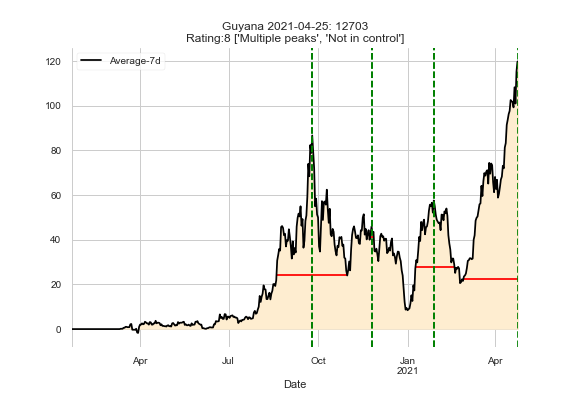 Guyana 2021-04-25: 12703
Rating:8 ['Multiple peaks', 'Not in control']
Average-7d
120
100
80
60
40
20
0
Apr
Jul
Oct
Jan
2021
Apr
Date